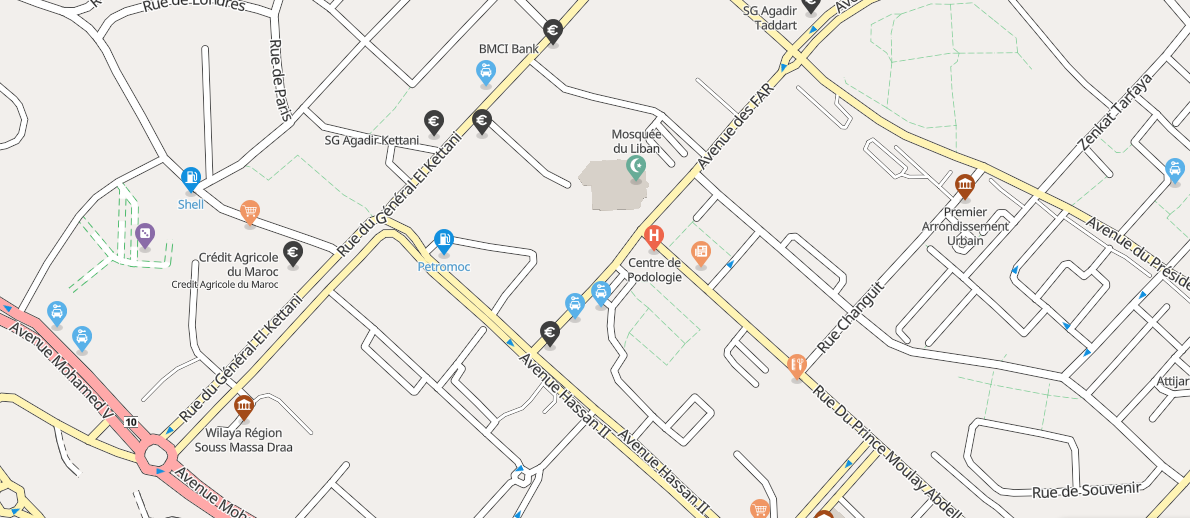 Rue de Londres
SG Agadir
Taddart
Rue de Paris
BMCI Bank
Avenue des FAR
Zenkat Tarfaya
SG Agadir Kettani
Mosquée
du Liban
Rue du Général El Kettani
Shell
Premier
Arrondissement
Urbain
Crédit Agricole
du Maroc
Credit Agricole du Maroc
Petromoc
H
Centre de
Podologie
Avenue du Préside
Rue du Général El Kettani
Rue Changuit
Avenue Mohamed V
10
Avenue Hassan II
Attijar
Rue Du Prince Moulay Abdell
Wilaya Région
Souss Massa Draa
Avenue Hassan II
Avenue Moh
Rue de Souvenir